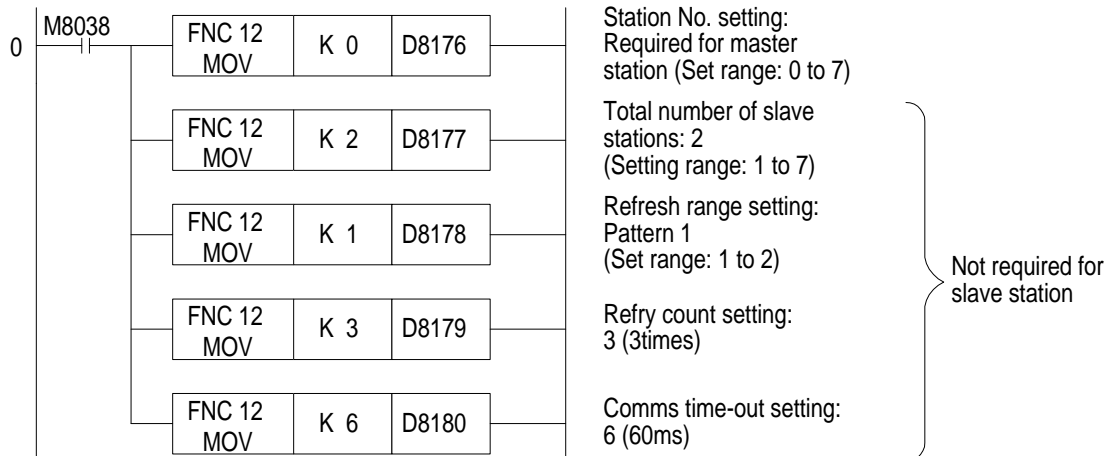 M8038
0
FNC 12
MOV
K 0
D8176
Station No. setting:
Required for master
station (Set range: 0 to 7)
FNC 12
MOV
K 2
D8177
Total number of slave
stations: 2
(Setting range: 1 to 7)
FNC 12
MOV
K 1
D8178
Refresh range setting:
Pattern 1
(Set range: 1 to 2)
Not required for
slave station
FNC 12
MOV
K 3
D8179
Refry count setting:
3 (3times)
FNC 12
MOV
K 6
D8180
Comms time-out setting:
6 (60ms)